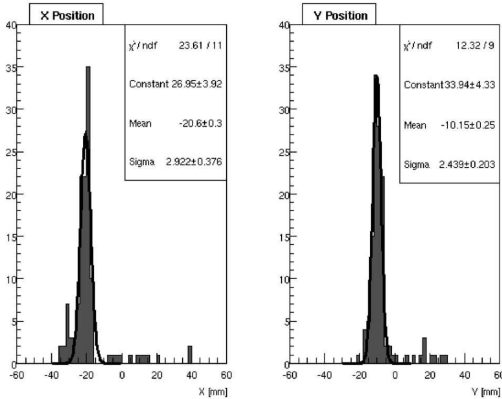 X Position
χ²/ ndf 23.61 / 11
Constant 26.95±3.92
Mean -20.6±0.3
Sigma 2.922±0.376
40
35
30
25
20
15
10
5
0
-60 -40 -20 0 20 40 60
X [mm]
Y Position
χ²/ ndf 12.32 / 9
Constant 33.94±4.33
Mean -10.15±0.25
Sigma 2.439±0.203
40
35
30
25
20
15
10
5
0
-60 -40 -20 0 20 40 60
Y [mm]